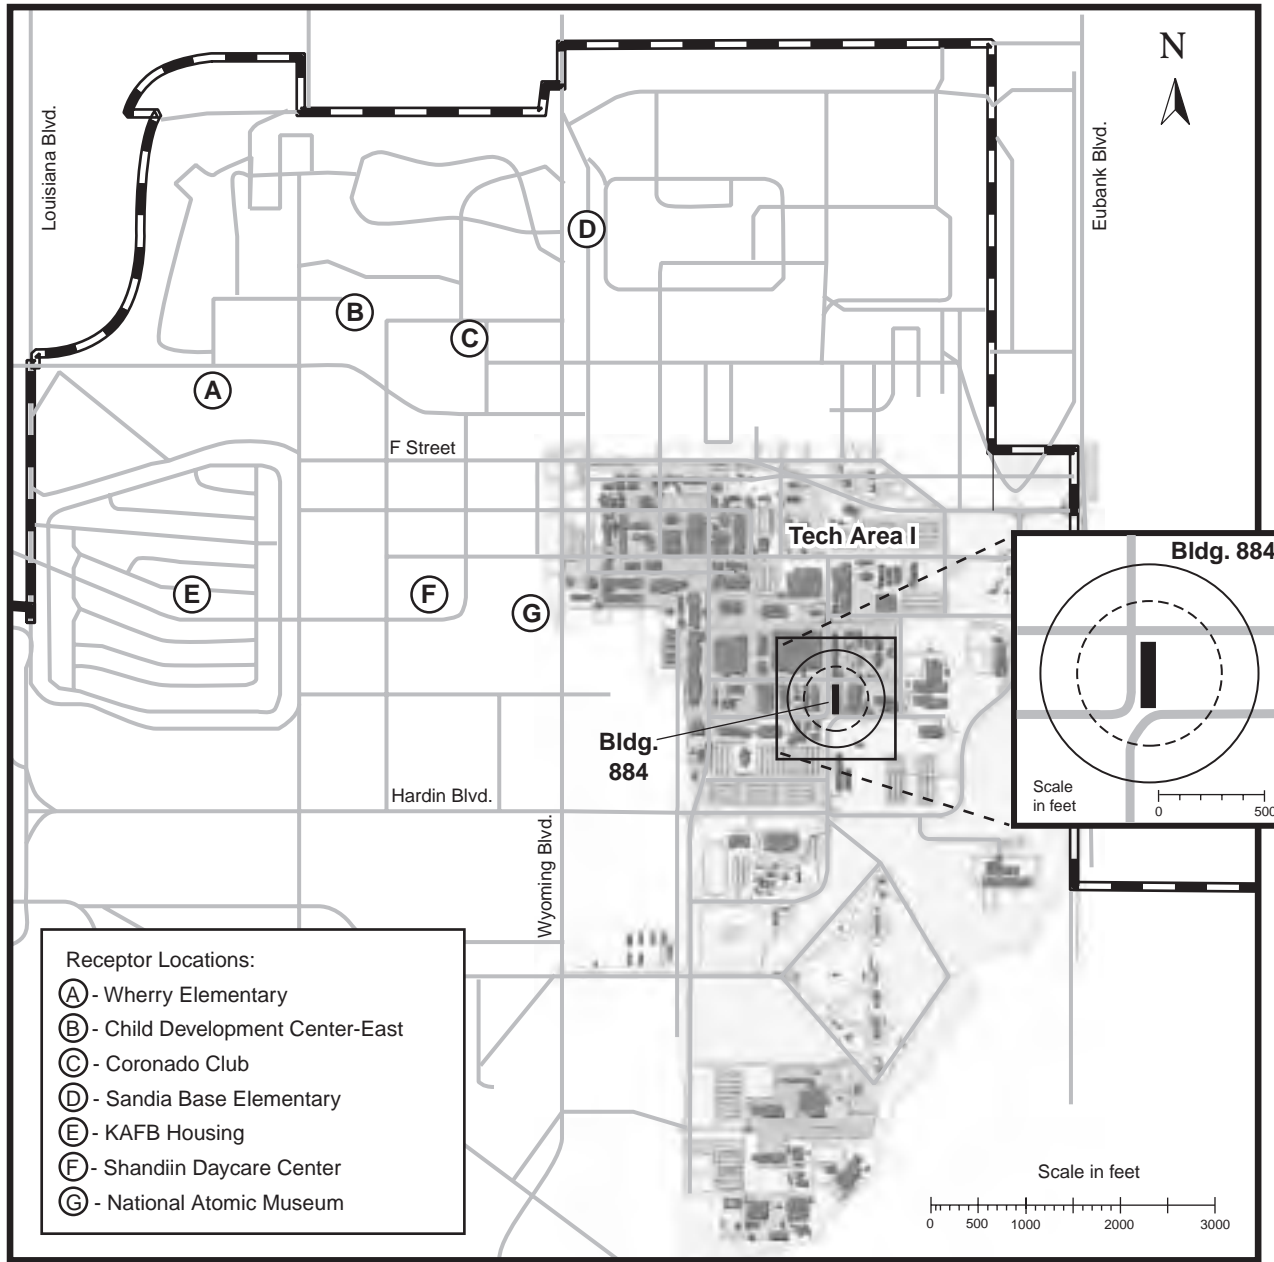 N
Louisiana Blvd.
Eubank Blvd.
D
B
C
A
F Street
Tech Area I
Bldg. 884
E
F
G
Bldg.
884
Scale
in feet
0
500
Hardin Blvd.
Wyoming Blvd.
Receptor Locations:
A - Wherry Elementary
B - Child Development Center-East
C - Coronado Club
D - Sandia Base Elementary
E - KAFB Housing
F - Shandiin Daycare Center
G - National Atomic Museum
Scale in feet
0 500 1000 2000 3000